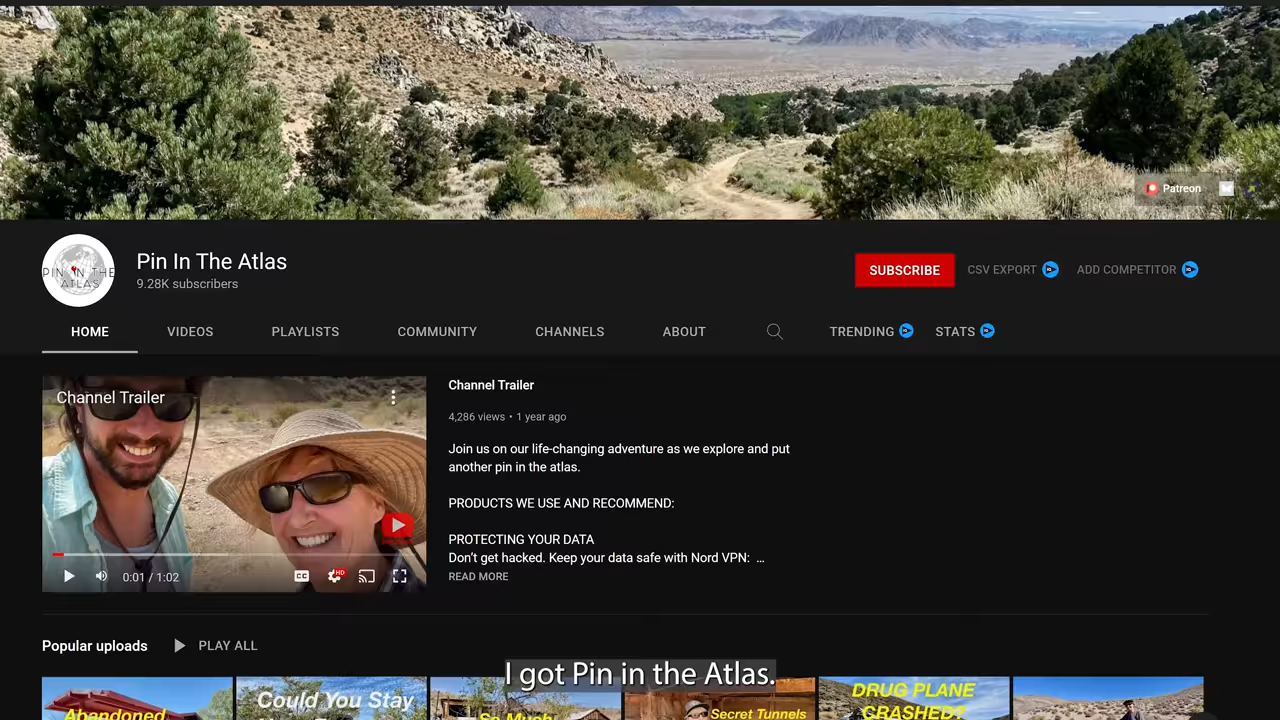 Patreon
PIN IN THE
ATLAS
Pin In The Atlas
9.28K subscribers
SUBSCRIBE
CSV EXPORT
ADD COMPETITOR
HOME
VIDEOS
PLAYLISTS
COMMUNITY
CHANNELS
ABOUT
TRENDING
STATS
Channel Trailer
CC
HD
0:01 / 1:02
Channel Trailer
4,286 views • 1 year ago
Join us on our life-changing adventure as we explore and put
another pin in the atlas.
PRODUCTS WE USE AND RECOMMEND:
PROTECTING YOUR DATA
Don't get hacked. Keep your data safe with Nord VPN: ...
READ MORE
Popular uploads
PLAY ALL
I got Pin in the Atlas.
Abandoned
Could You Stay
So Much
Secret Tunnels
DRUG PLANE
CRASHED?